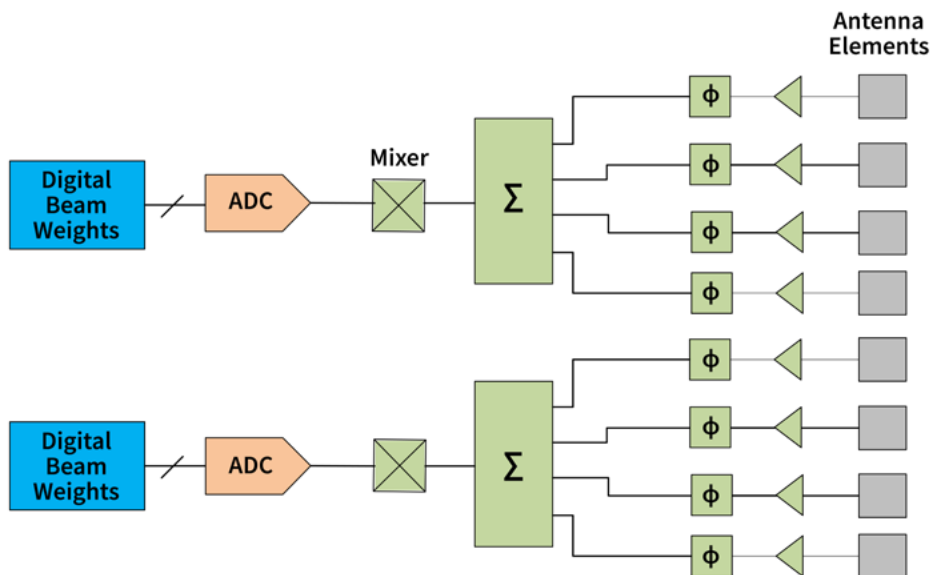 Antenna
Elements
ϕ
ϕ
Mixer
Digital
Beam
Weights
ADC
Σ
ϕ
ϕ
ϕ
ϕ
Digital
Beam
Weights
ADC
Σ
ϕ
ϕ